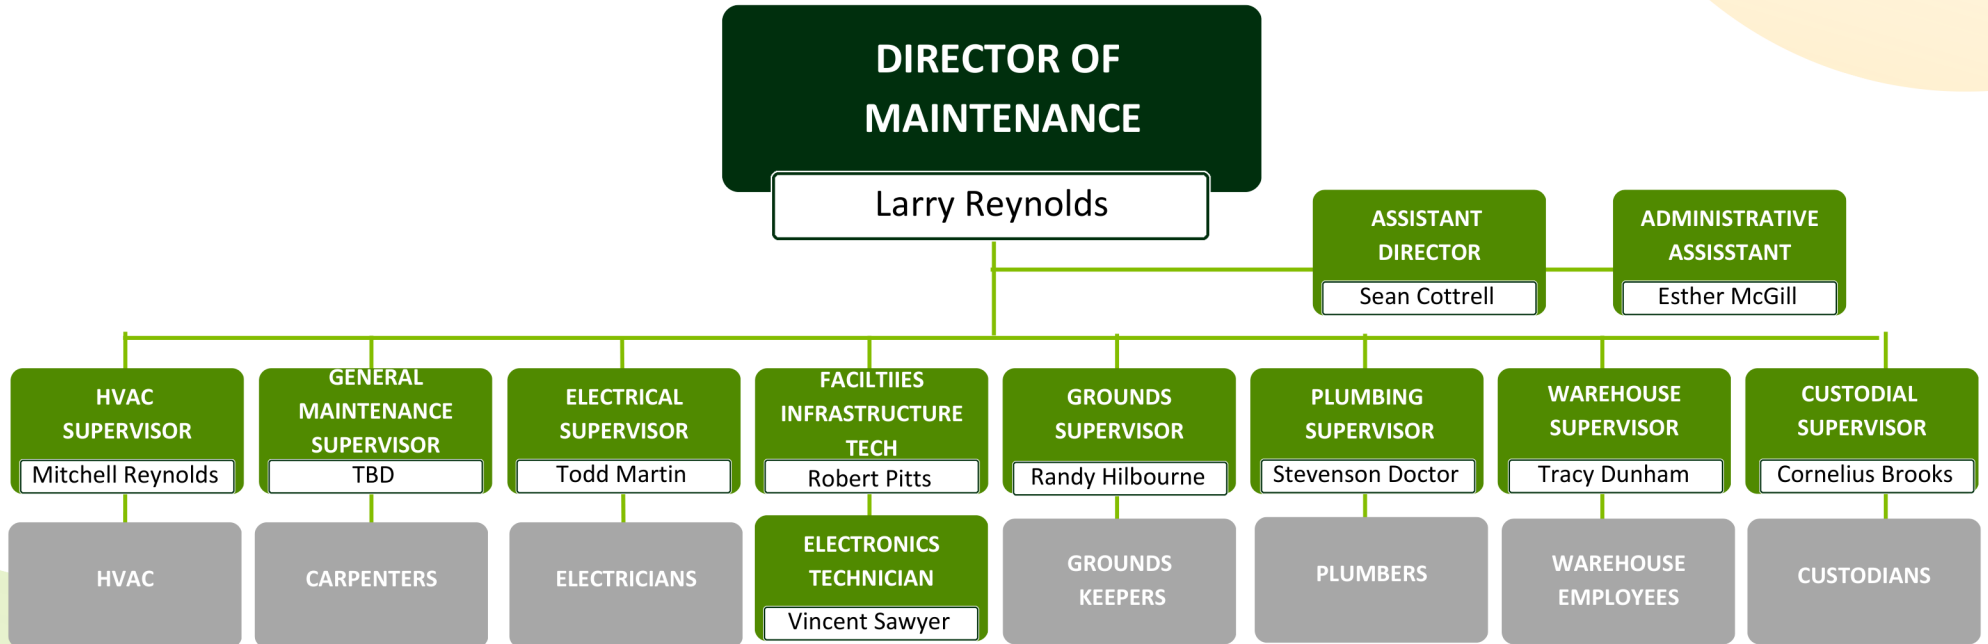 DIRECTOR OF
MAINTENANCE
Larry Reynolds
ASSISTANT
DIRECTOR
Sean Cottrell
ADMINISTRATIVE
ASSISSTANT
Esther McGill
HVAC
SUPERVISOR
Mitchell Reynolds
GENERAL
MAINTENANCE
SUPERVISOR
TBD
ELECTRICAL
SUPERVISOR
Todd Martin
FACILTIIES
INFRASTRUCTURE
TECH
Robert Pitts
GROUNDS
SUPERVISOR
Randy Hilbourne
PLUMBING
SUPERVISOR
Stevenson Doctor
WAREHOUSE
SUPERVISOR
Tracy Dunham
CUSTODIAL
SUPERVISOR
Cornelius Brooks
HVAC
CARPENTERS
ELECTRICIANS
ELECTRONICS
TECHNICIAN
Vincent Sawyer
GROUNDS
KEEPERS
PLUMBERS
WAREHOUSE
EMPLOYEES
CUSTODIANS